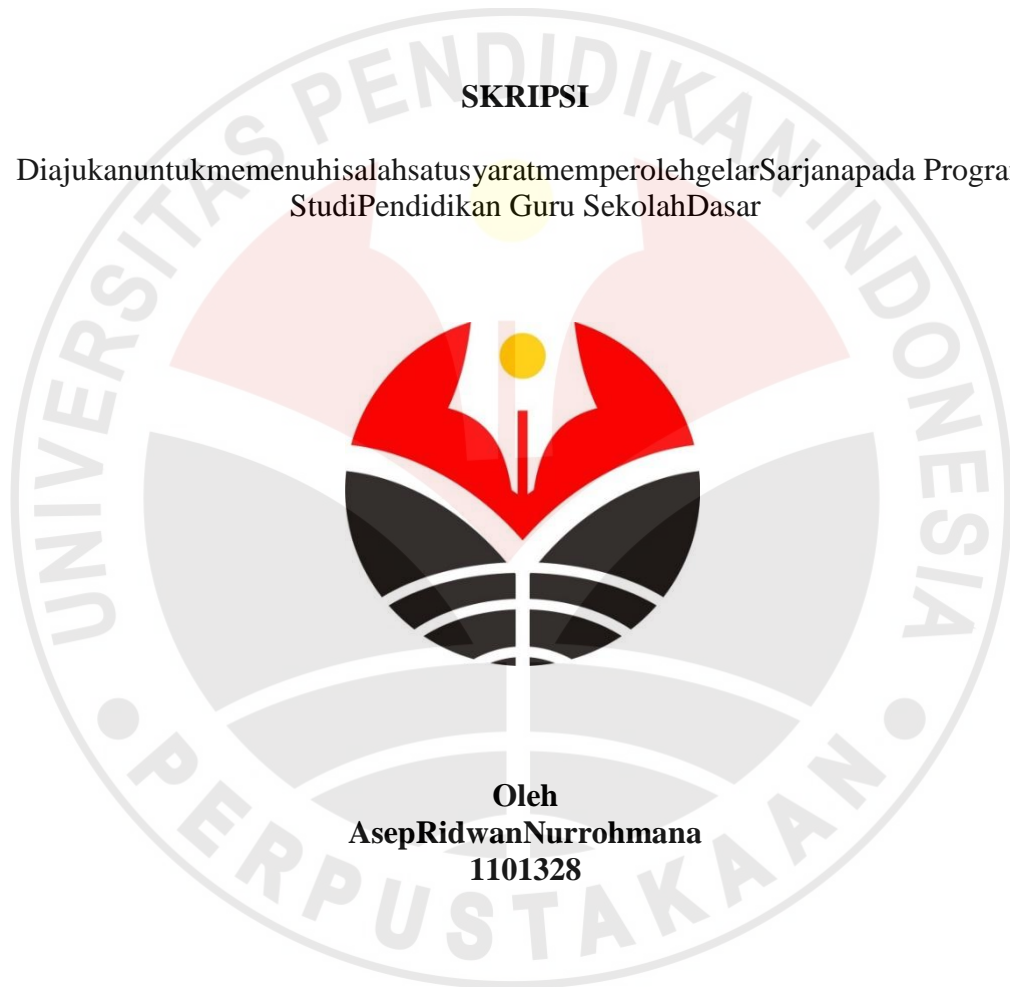 SKRIPSI
DiajukanuntukmemenuhisalahsatusyaratmemperolehgelarSarjanapada Progra
StudiPendidikan Guru SekolahDasar
Oleh
AsepRidwanNurrohmana
1101328
UNIVERSITAS PENDIDIKAN INDONESIA
PERPUSTAKAAN